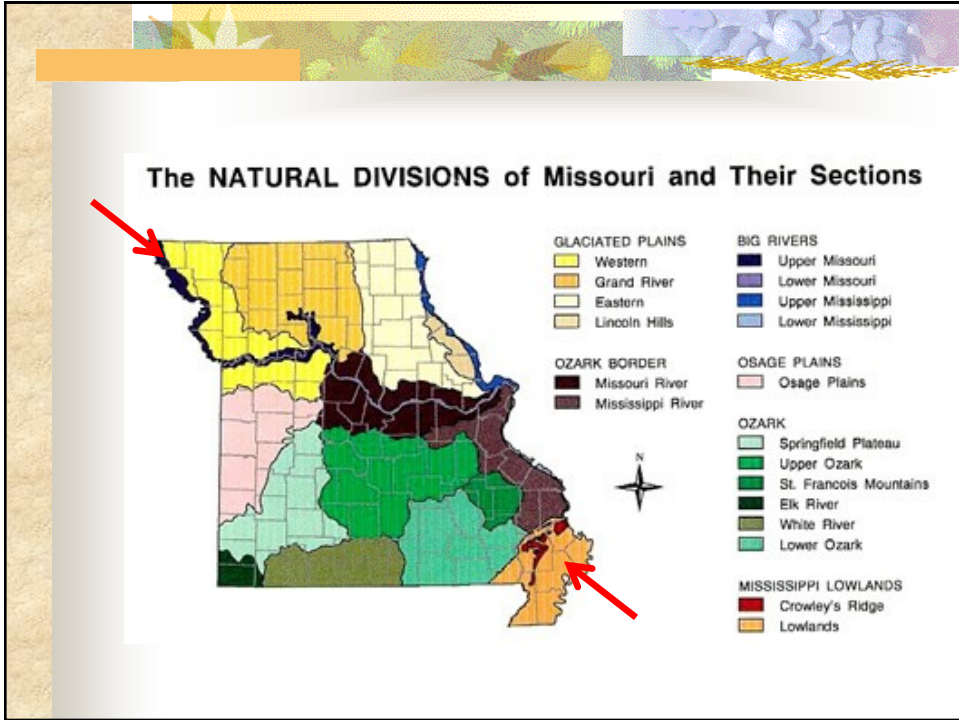 The NATURAL DIVISIONS of Missouri and Their Sections
GLACIATED PLAINS
Western
Grand River
Eastern
Lincoln Hills
OZARK BORDER
Missouri River
Mississippi River
BIG RIVERS
Upper Missouri
Lower Missouri
Upper Mississippi
Lower Mississippi
OSAGE PLAINS
Osage Plains
OZARK
Springfield Plateau
Upper Ozark
St. Francois Mountains
Elk River
White River
Lower Ozark
MISSISSIPPI LOWLANDS
Crowley's Ridge
Lowlands
N